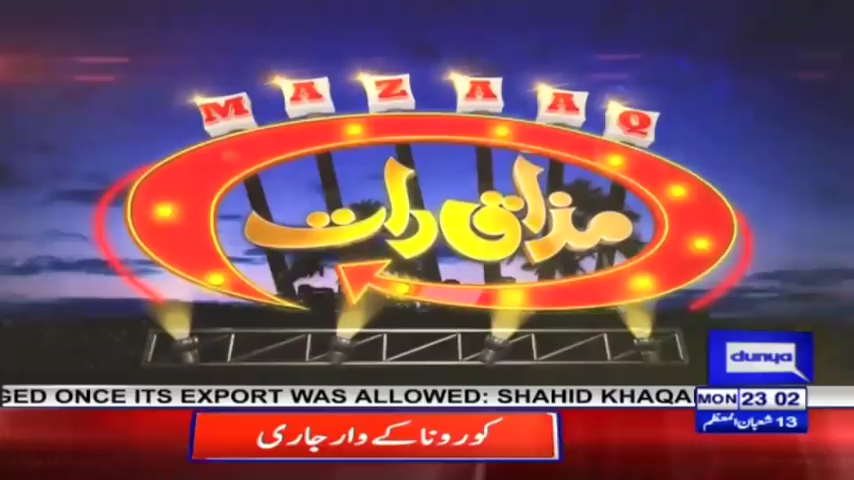 MAZAAQ
مذاق رات
dunya
GED ONCE ITS EXPORT WAS ALLOWED: SHAHID KHAQA
MON 23 02
13 شعبان المعظم
کورونا کے وار جاری